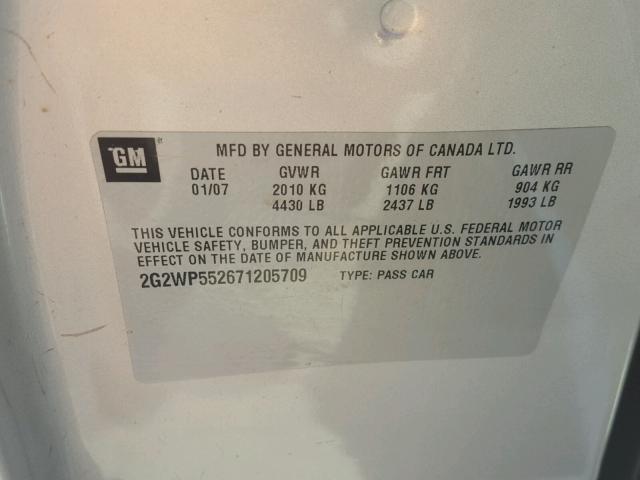 GM
MFD BY GENERAL MOTORS OF CANADA LTD.
DATE GVWR GAWR FRT GAWR RR
01/07 2010 KG 1106 KG 904 KG
4430 LB 2437 LB 1993 LB
THIS VEHICLE CONFORMS TO ALL APPLICABLE U.S. FEDERAL MOTOR
VEHICLE SAFETY, BUMPER, AND THEFT PREVENTION STANDARDS IN
EFFECT ON THE DATE OF MANUFACTURE SHOWN ABOVE.
2G2WP552671205709 TYPE: PASS CAR